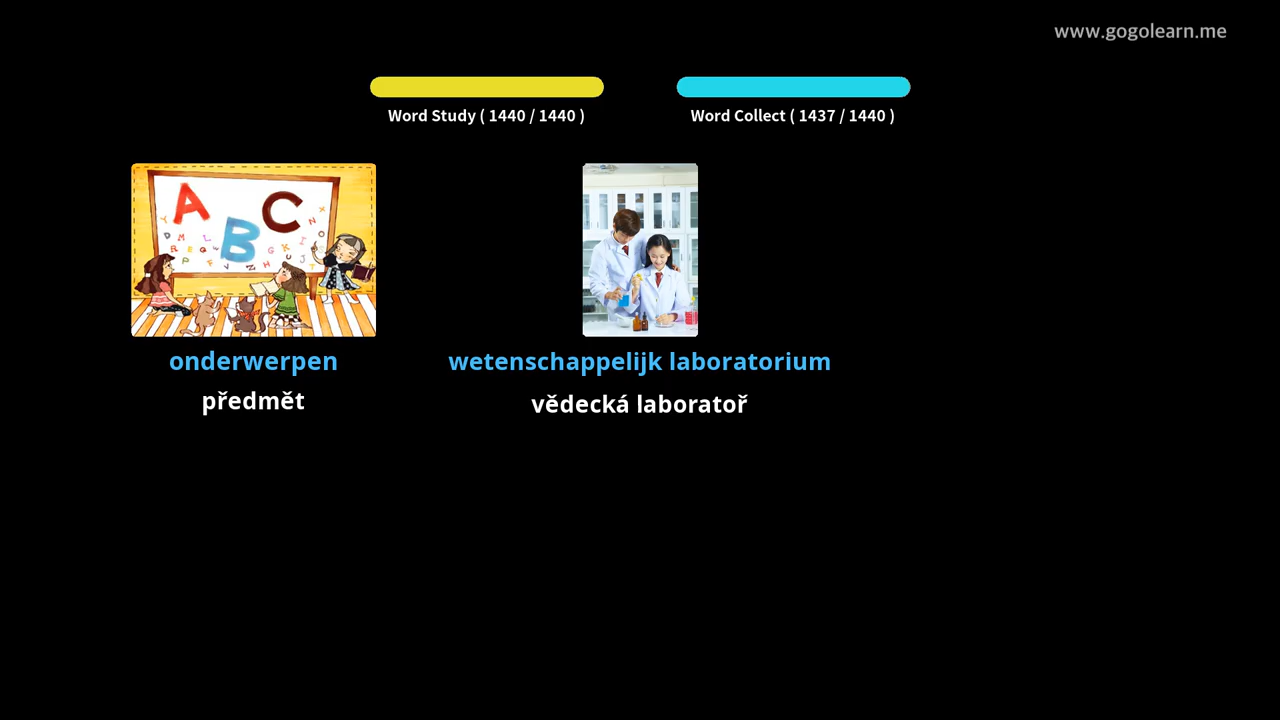 www.gogolearn.me
Word Study ( 1440 / 1440 )
Word Collect ( 1437 / 1440 )
A B C
onderwerpen
předmět
wetenschappelijk laboratorium
vědecká laboratoř